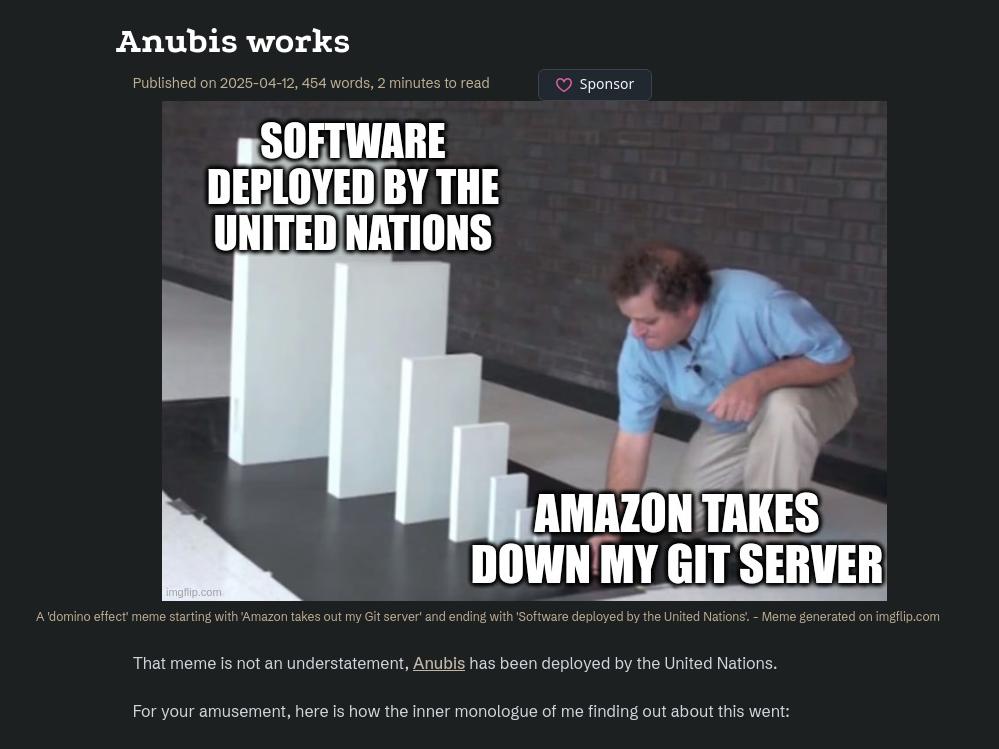 Anubis works
Published on 2025-04-12, 454 words, 2 minutes to read
Sponsor
SOFTWARE
DEPLOYED BY THE
UNITED NATIONS
AMAZON TAKES
DOWN MY GIT SERVER
imgflip.com
A 'domino effect' meme starting with 'Amazon takes out my Git server' and ending with 'Software deployed by the United Nations'. - Meme generated on imgflip.com
That meme is not an understatement, Anubis has been deployed by the United Nations.
For your amusement, here is how the inner monologue of me finding out about this went: